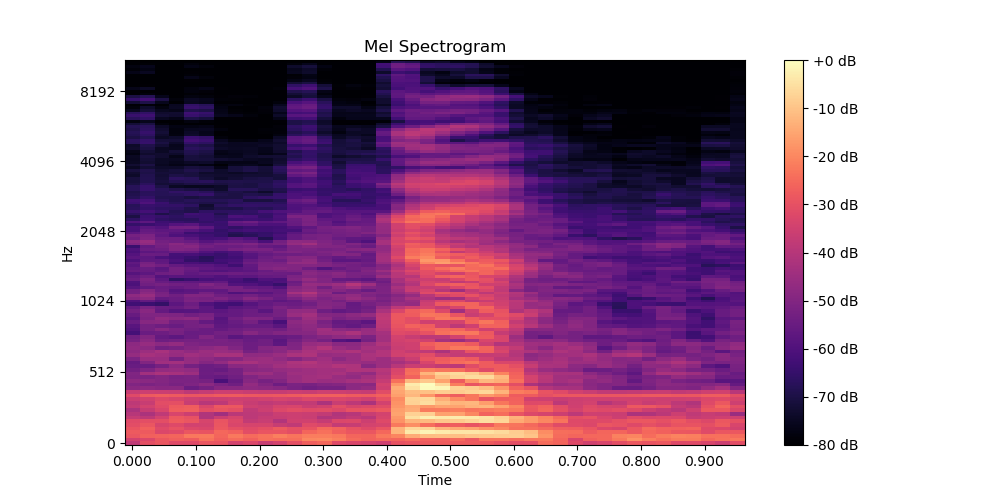 Mel Spectrogram
Hz
8192
4096
2048
1024
512
0
0.000 0.100 0.200 0.300 0.400 0.500 0.600 0.700 0.800 0.900
Time
+0 dB
-10 dB
-20 dB
-30 dB
-40 dB
-50 dB
-60 dB
-70 dB
-80 dB